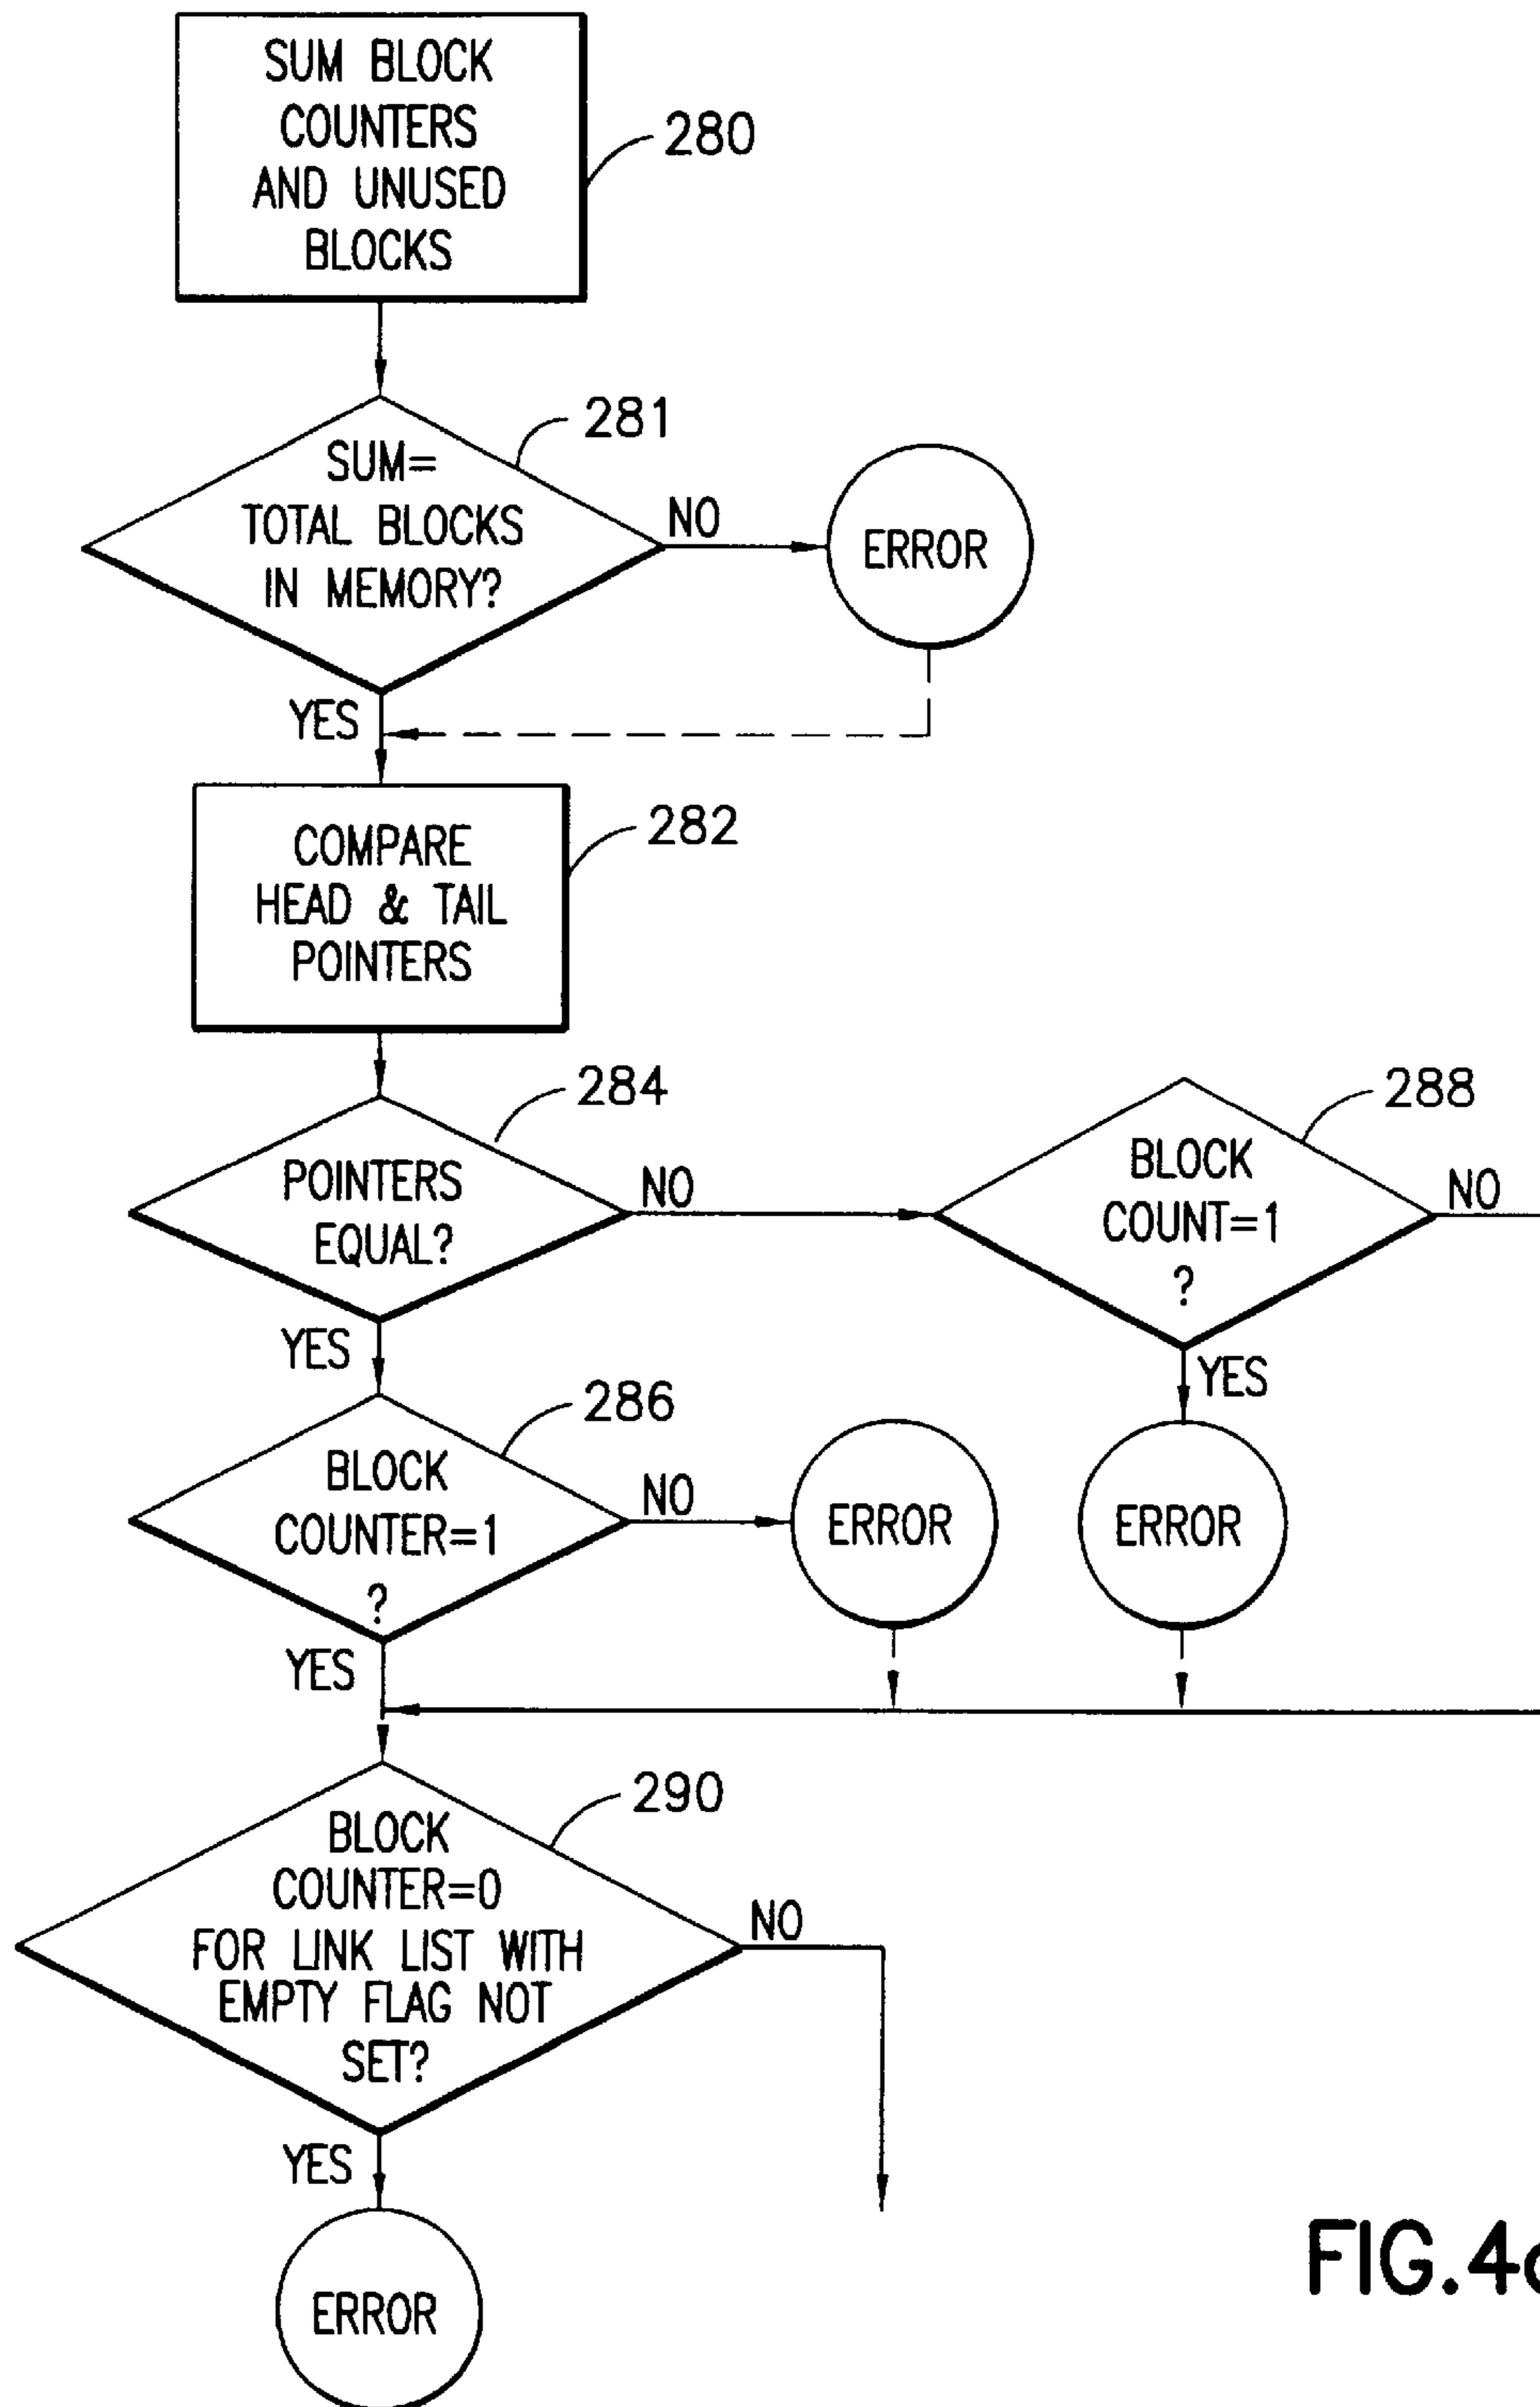 SUM BLOCK
COUNTERS
AND UNUSED
BLOCKS
280
281
SUM=
TOTAL BLOCKS
IN MEMORY?
NO
ERROR
YES
282
COMPARE
HEAD & TAIL
POINTERS
284
POINTERS
EQUAL?
NO
288
BLOCK
COUNT=1
?
NO
YES
YES
286
BLOCK
COUNTER=1
?
NO
ERROR
ERROR
YES
290
BLOCK
COUNTER=0
FOR LINK LIST WITH
EMPTY FLAG NOT
SET?
NO
YES
ERROR
FIG.4